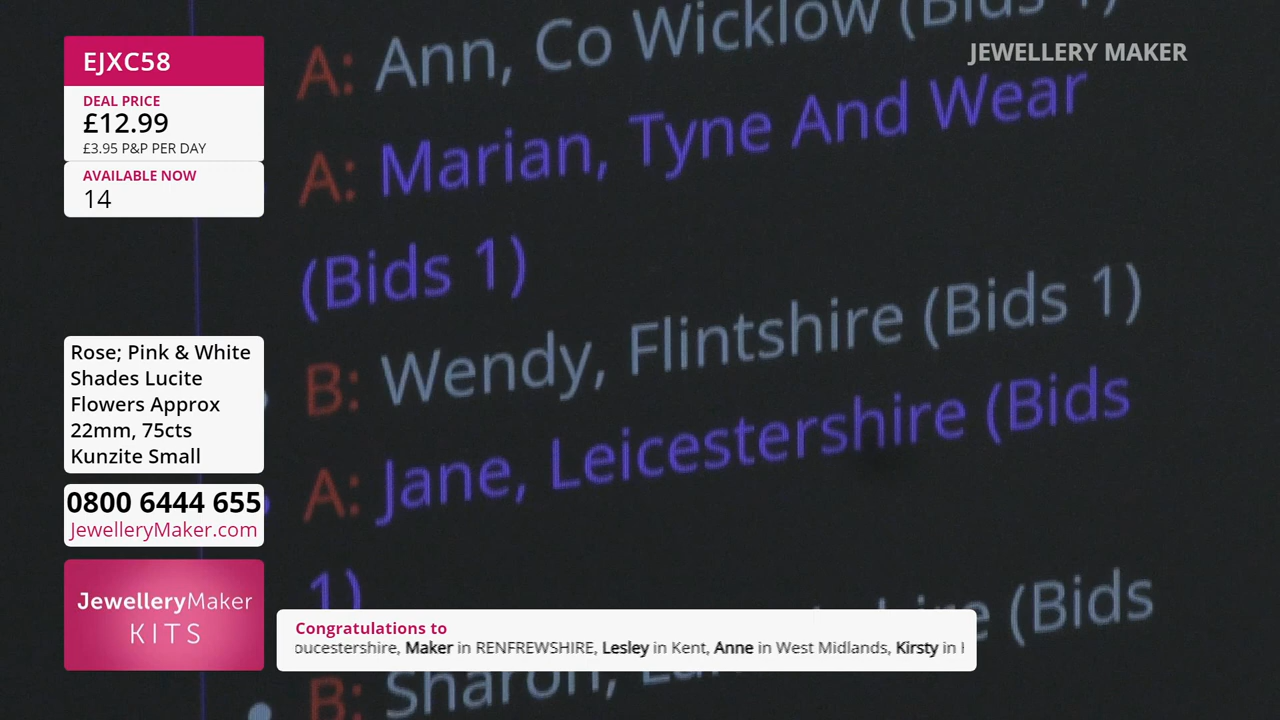 EJXC58
DEAL PRICE
£12.99
£3.95 P&P PER DAY
AVAILABLE NOW
14
JEWELLERY MAKER
A: Ann, Co Wicklow (Bids 1)
A: Marian, Tyne And Wear
(Bids 1)
B: Wendy, Flintshire (Bids 1)
A: Jane, Leicestershire (Bids
1)
(Bids
B: Sharon,
Rose; Pink & White
Shades Lucite
Flowers Approx
22mm, 75cts
Kunzite Small
0800 6444 655
JewelleryMaker.com
JewelleryMaker
KITS
Congratulations to
oucestershire, Maker in RENFREWSHIRE, Lesley in Kent, Anne in West Midlands, Kirsty in